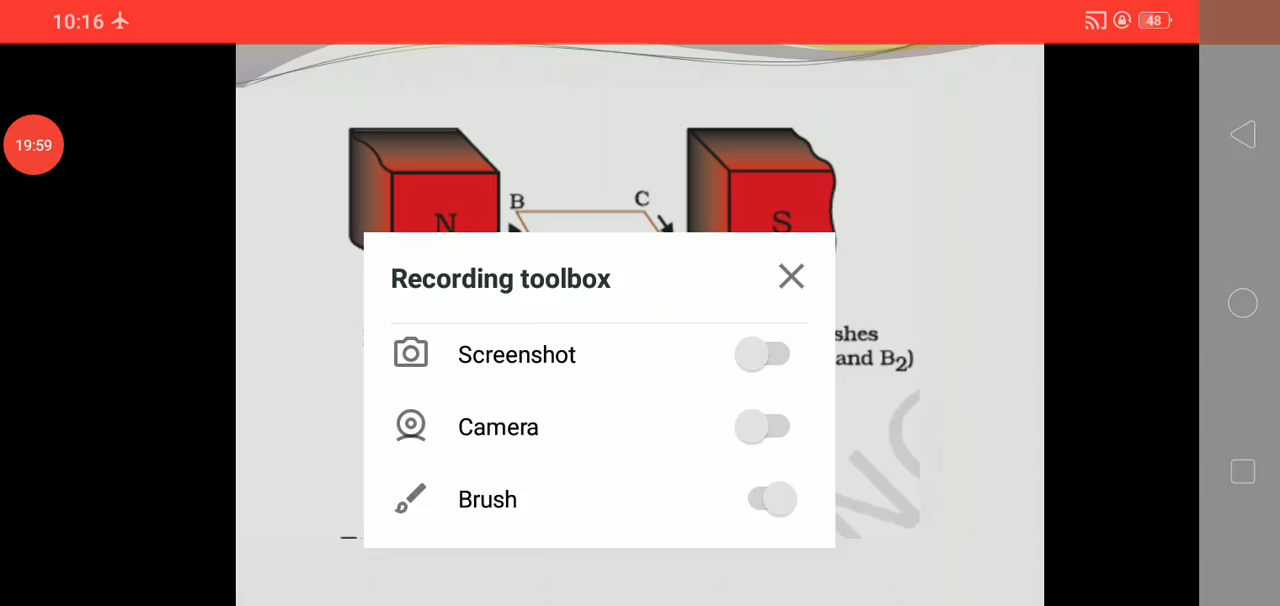 10:16
48
19:59
B
C
N
S
Recording toolbox
shes
Screenshot
and B2)
Camera
Brush